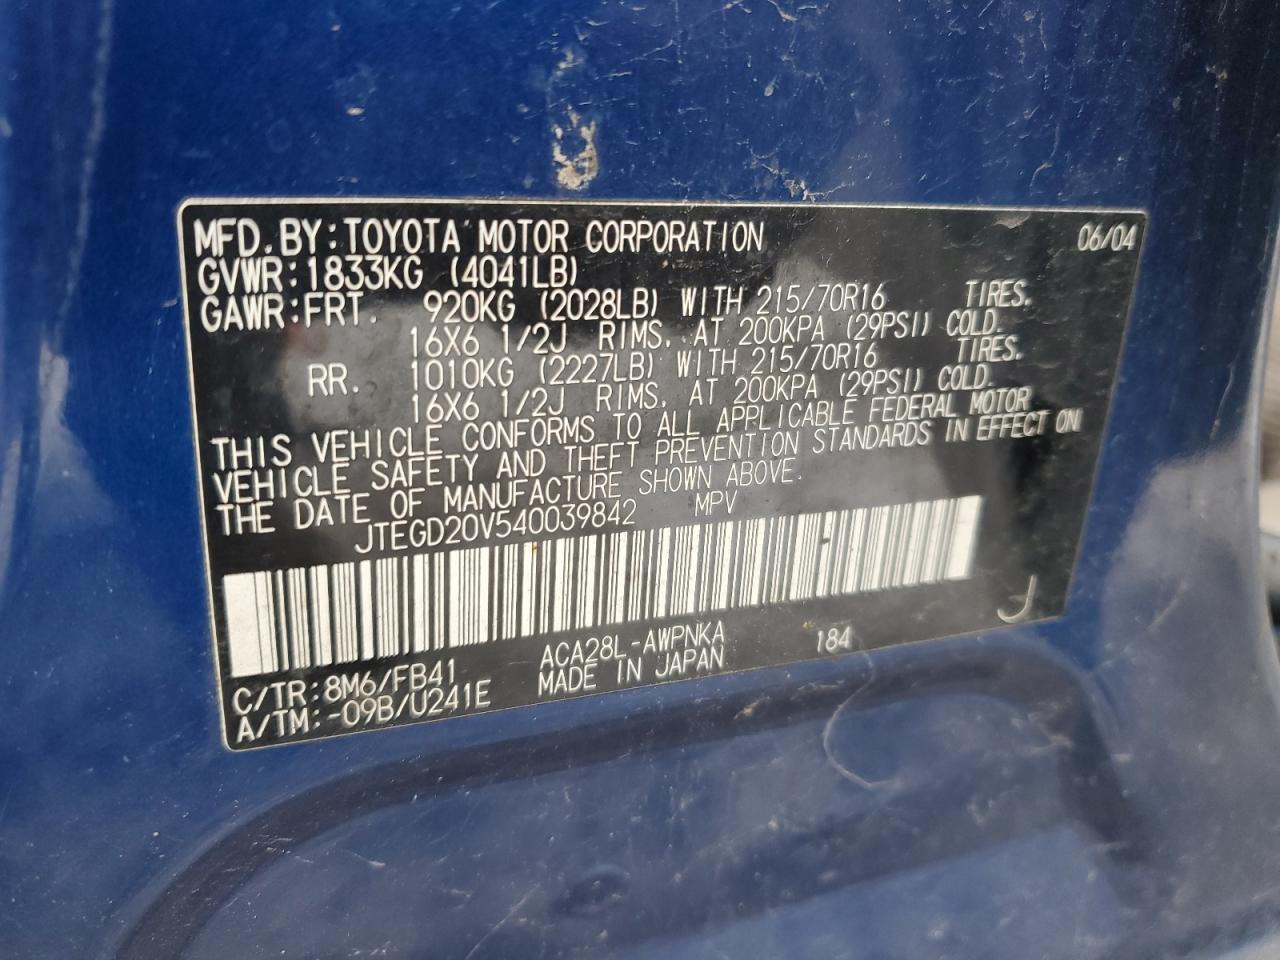 MFD.BY:TOYOTA MOTOR CORPORATION 06/04
GVWR:1833KG (4041LB)
GAWR:FRT. 920KG (2028LB) WITH 215/70R16 TIRES.
16X6 1/2J RIMS. AT 200KPA (29PSI) COLD.
RR. 1010KG (2227LB) WITH 215/70R16 TIRES.
16X6 1/2J RIMS. AT 200KPA (29PSI) COLD.
THIS VEHICLE CONFORMS TO ALL APPLICABLE FEDERAL MOTOR
VEHICLE SAFETY AND THEFT PREVENTION STANDARDS IN EFFECT ON
THE DATE OF MANUFACTURE SHOWN ABOVE.
JTEGD20V540039842 MPV
J
ACA28L-AWPNKA 184
C/TR:8M6/FB41 MADE IN JAPAN
A/TM:-09B/U241E